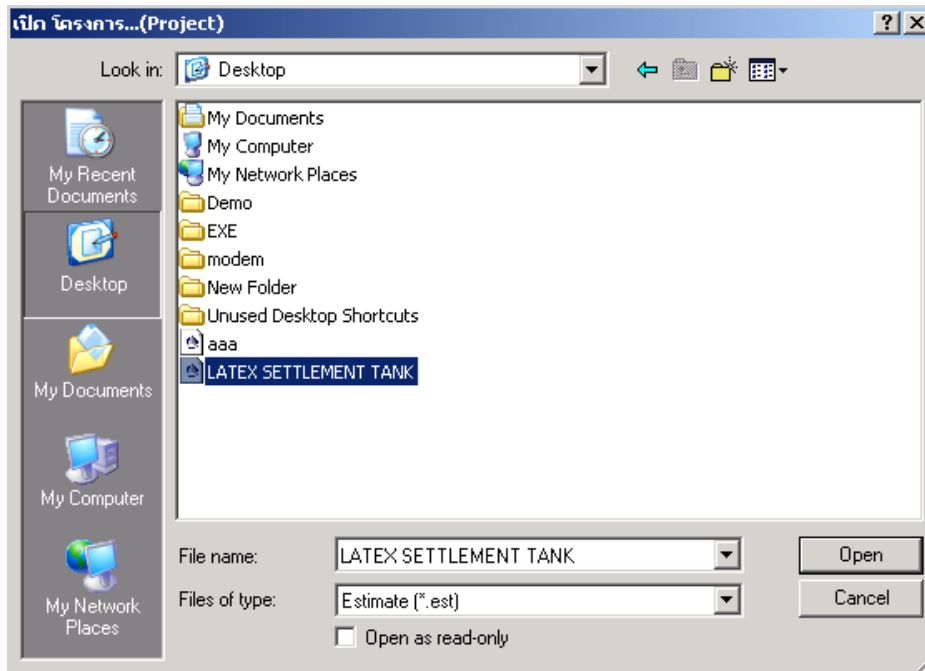 เปิด โครงการ...(Project)
Look in: Desktop
My Recent
Documents
Desktop
My Documents
My Computer
My Network
Places
My Documents
My Computer
My Network Places
Demo
EXE
modem
New Folder
Unused Desktop Shortcuts
aaa
LATEX SETTLEMENT TANK
File name: LATEX SETTLEMENT TANK Open
Files of type: Estimate (*.est) Cancel
Open as read-only